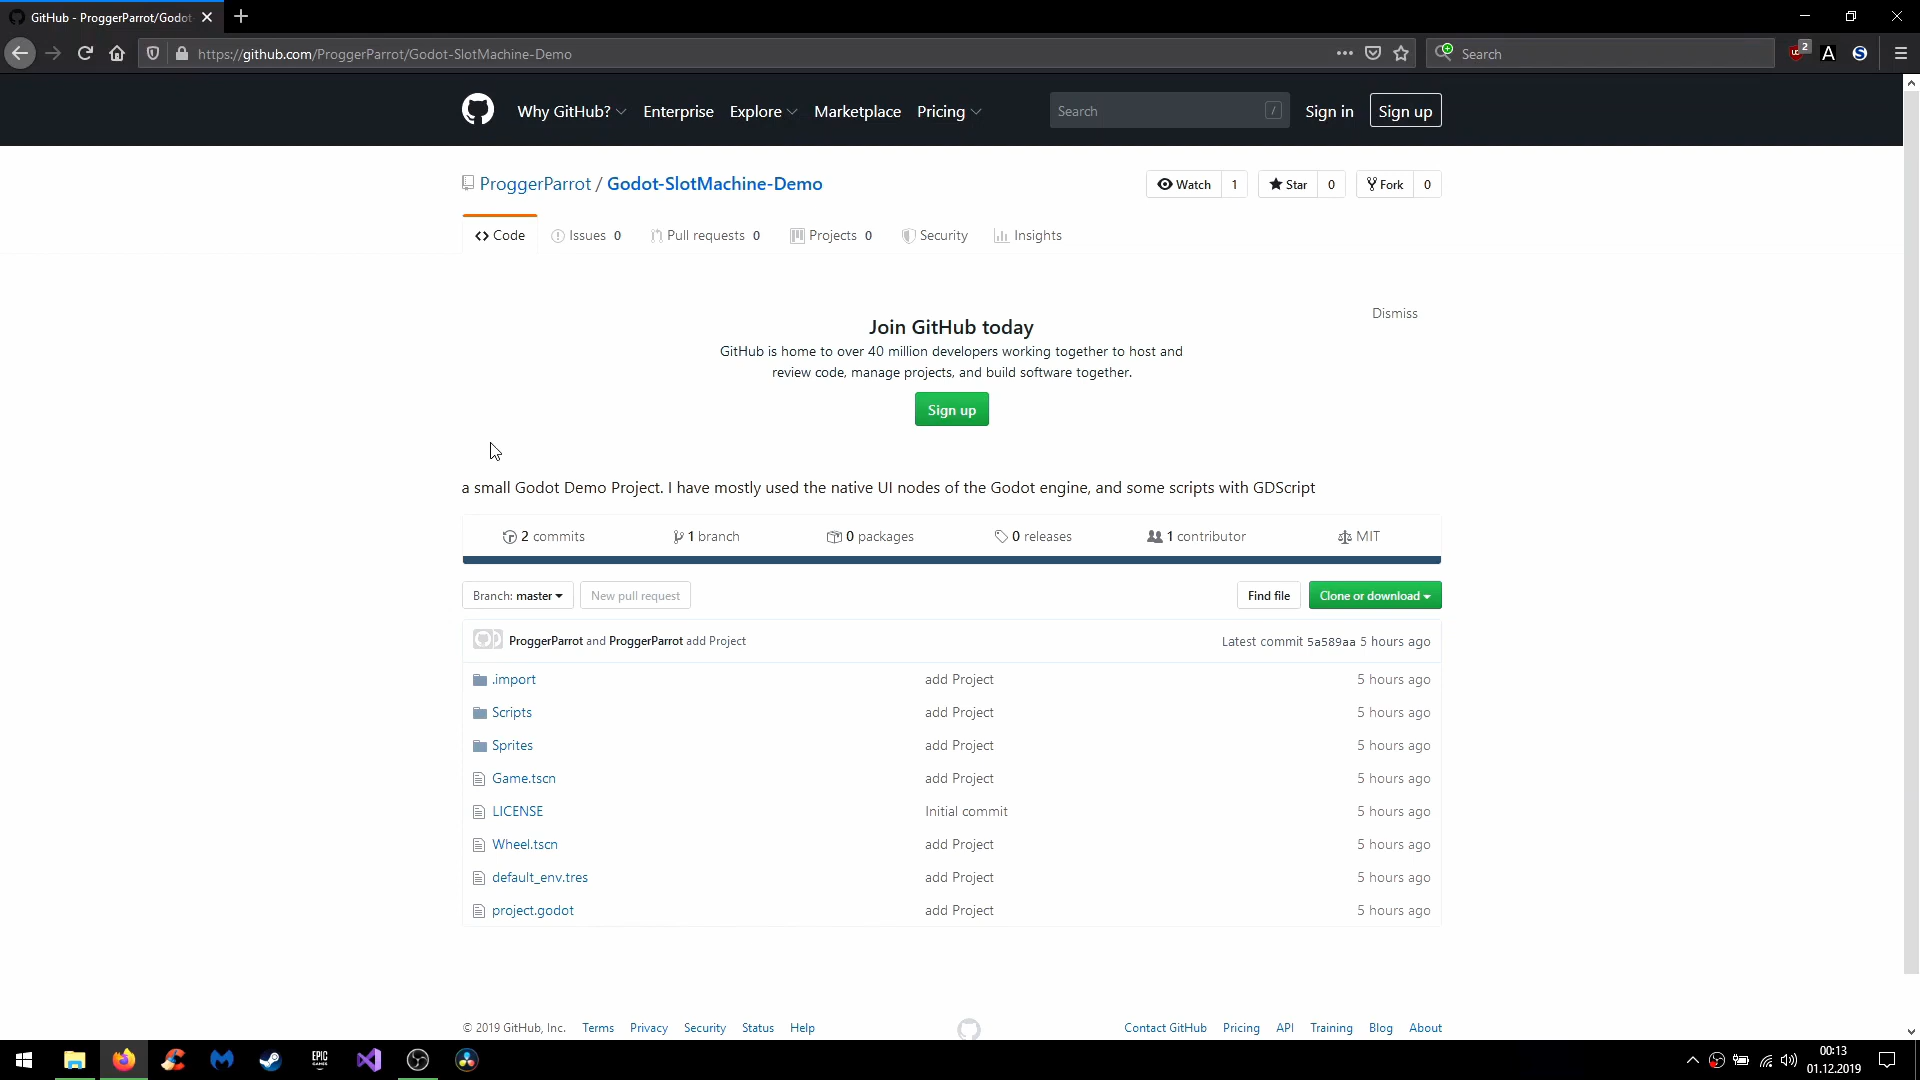 GitHub - ProggerParrot/Godot
https://github.com/ProggerParrot/Godot-SlotMachine-Demo
Search
2
A
S
Why GitHub? Enterprise Explore Marketplace Pricing
Search /
Sign in Sign up
ProggerParrot / Godot-SlotMachine-Demo
Watch 1 Star 0 Fork 0
Code Issues 0 Pull requests 0 Projects 0 Security Insights
Dismiss
Join GitHub today
GitHub is home to over 40 million developers working together to host and
review code, manage projects, and build software together.
Sign up
a small Godot Demo Project. I have mostly used the native UI nodes of the Godot engine, and some scripts with GDScript
2 commits 1 branch 0 packages 0 releases 1 contributor MIT
Branch: master New pull request Find file Clone or download
ProggerParrot and ProggerParrot add Project Latest commit 5a589aa 5 hours ago
.import add Project 5 hours ago
Scripts add Project 5 hours ago
Sprites add Project 5 hours ago
Game.tscn add Project 5 hours ago
LICENSE Initial commit 5 hours ago
Wheel.tscn add Project 5 hours ago
default_env.tres add Project 5 hours ago
project.godot add Project 5 hours ago
© 2019 GitHub, Inc. Terms Privacy Security Status Help Contact GitHub Pricing API Training Blog About
EPIC
GAMES
00:13
01.12.2019